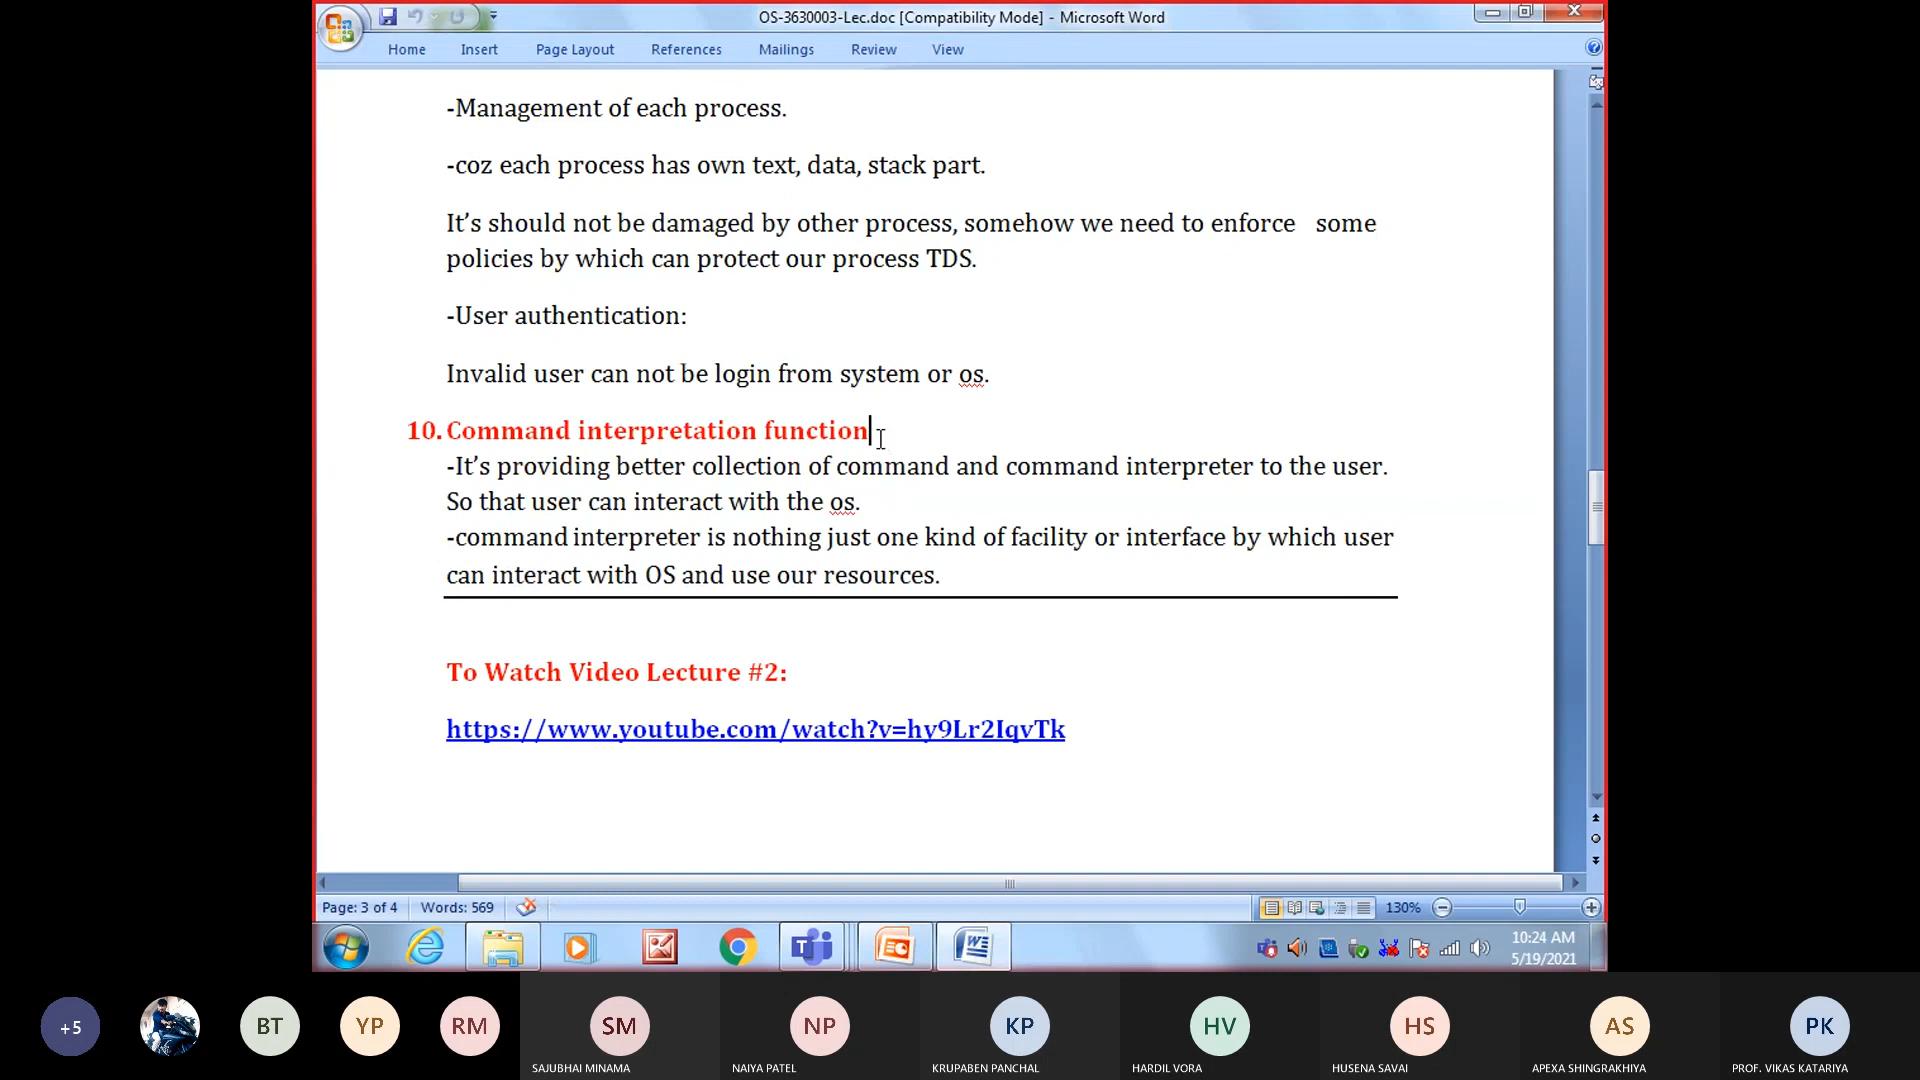 OS-3630003-Lec.doc [Compatibility Mode] - Microsoft Word
Home Insert Page Layout References Mailings Review View
-Management of each process.
-coz each process has own text, data, stack part.
It’s should not be damaged by other process, somehow we need to enforce some
policies by which can protect our process TDS.
-User authentication:
Invalid user can not be login from system or os.
10. Command interpretation function
-It’s providing better collection of command and command interpreter to the user.
So that user can interact with the os.
-command interpreter is nothing just one kind of facility or interface by which user
can interact with OS and use our resources.
To Watch Video Lecture #2:
https://www.youtube.com/watch?v=hy9Lr2IqvTk
Page: 3 of 4 Words: 569 130%
10:24 AM
5/19/2021
+5 BT YP RM SM NP KP HV HS AS PK
SAJUBHAI MINAMA NAIYA PATEL KRUPABEN PANCHAL HARDIL VORA HUSENA SAVAI APEXA SHINGRAKHIYA PROF. VIKAS KATARIYA